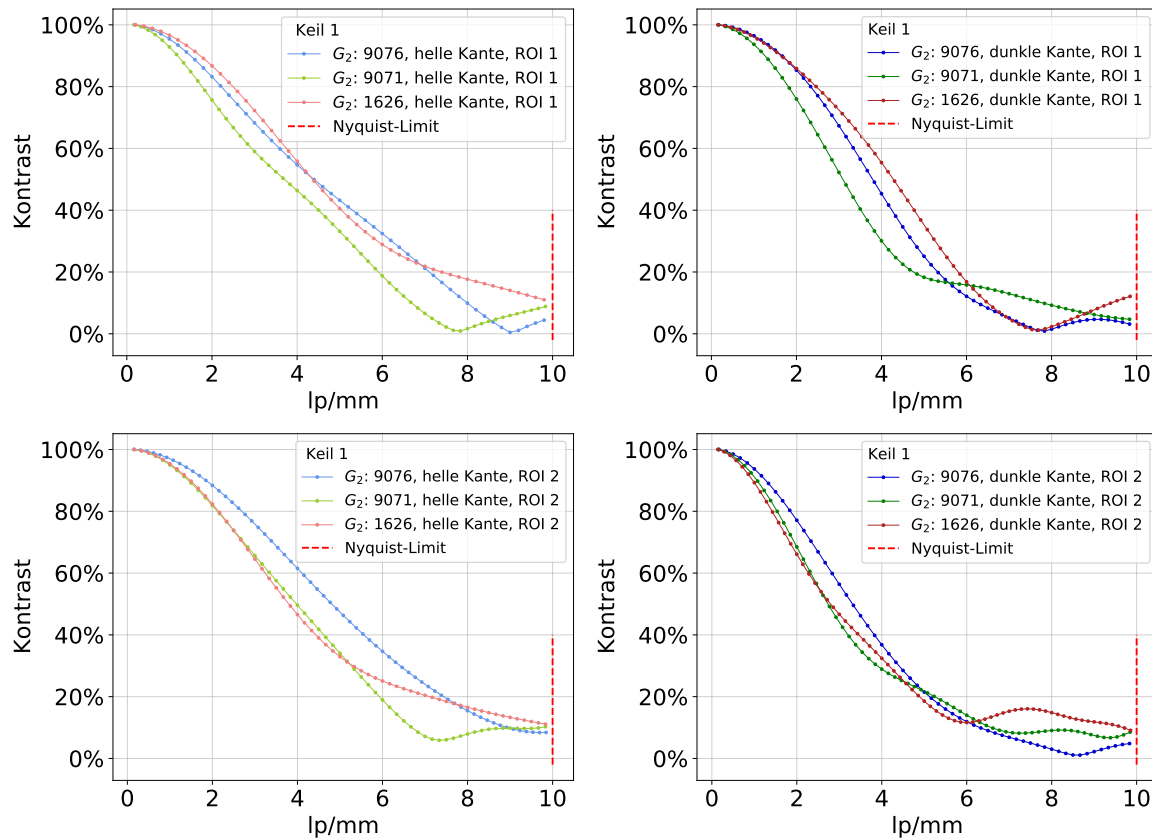 Keil 1
G₂: 9076, helle Kante, ROI 1
G₂: 9071, helle Kante, ROI 1
G₂: 1626, helle Kante, ROI 1
Nyquist-Limit
100%
80%
60%
40%
20%
0%
Kontrast
0 2 4 6 8 10
lp/mm
Keil 1
G₂: 9076, dunkle Kante, ROI 1
G₂: 9071, dunkle Kante, ROI 1
G₂: 1626, dunkle Kante, ROI 1
Nyquist-Limit
100%
80%
60%
40%
20%
0%
Kontrast
0 2 4 6 8 10
lp/mm
Keil 1
G₂: 9076, helle Kante, ROI 2
G₂: 9071, helle Kante, ROI 2
G₂: 1626, helle Kante, ROI 2
Nyquist-Limit
100%
80%
60%
40%
20%
0%
Kontrast
0 2 4 6 8 10
lp/mm
Keil 1
G₂: 9076, dunkle Kante, ROI 2
G₂: 9071, dunkle Kante, ROI 2
G₂: 1626, dunkle Kante, ROI 2
Nyquist-Limit
100%
80%
60%
40%
20%
0%
Kontrast
0 2 4 6 8 10
lp/mm